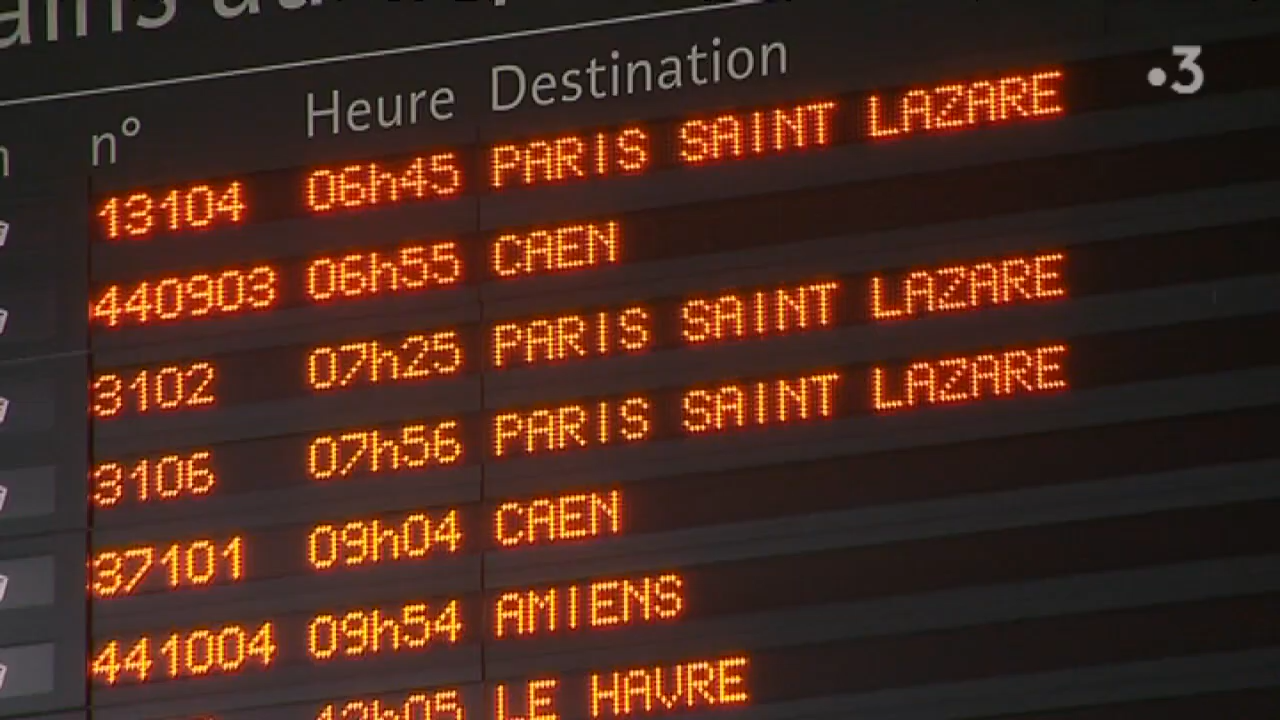 n° Heure Destination
13104 06h45 PARIS SAINT LAZARE
440903 06h55 CAEN
3102 07h25 PARIS SAINT LAZARE
3106 07h56 PARIS SAINT LAZARE
37101 09h04 CAEN
441004 09h54 AMIENS
LE HAVRE
3